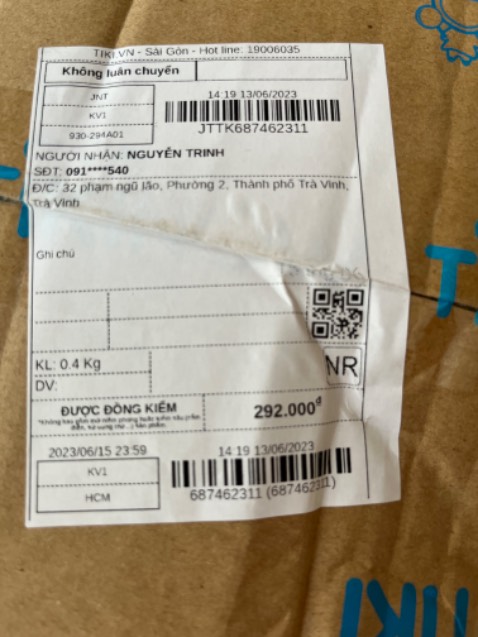 TIKI.VN - Sài Gòn - Hot line: 19006035
Không luân chuyển
JNT
KV1
930-294A01
14:19 13/06/2023
JTTK687462311
NGƯỜI NHẬN: NGUYỄN TRINH
SĐT: 091****540
Đ/C: 32 phạm ngũ lão, Phường 2, Thành phố Trà Vinh,
Trà Vinh
Ghi chú
KL: 0.4 Kg
DV:
NR
ĐƯỢC ĐỒNG KIỂM
292.000đ
2023/06/15 23:59
KV1
HCM
14:19 13/06/2023
687462311 (687462311)
TIKI